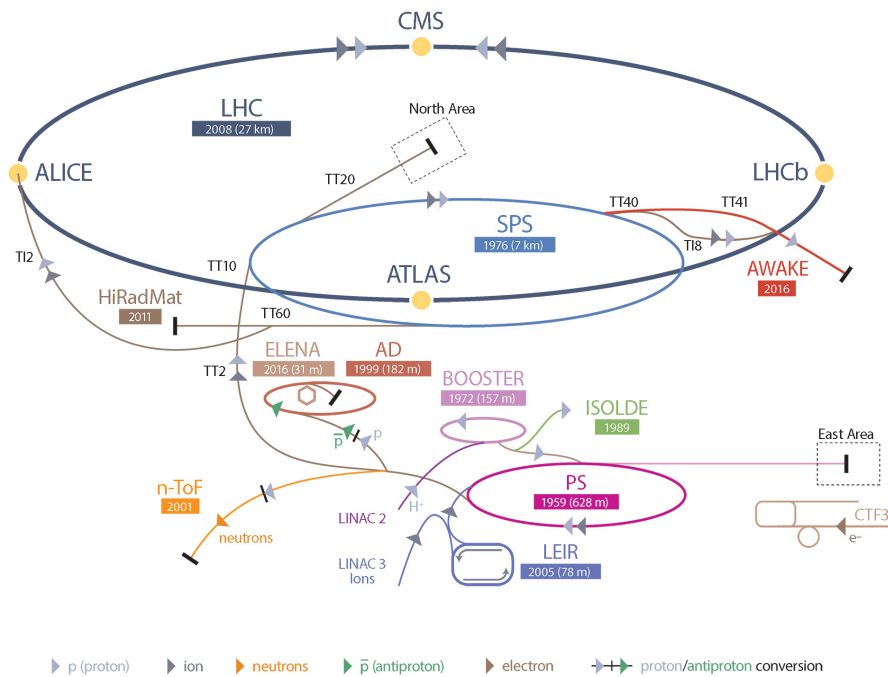 CMS
LHC
2008 (27 km)
North Area
ALICE
LHCb
TT20
TT40
TT41
SPS
1976 (7 km)
TI2
TT10
TI8
ATLAS
AWAKE
2016
HiRadMat
2011
TT60
ELENA
2016 (31 m)
AD
1999 (182 m)
TT2
BOOSTER
1972 (157 m)
ISOLDE
1989
p
p̅
East Area
n-ToF
2001
PS
1959 (628 m)
LINAC 2
H⁺
neutrons
CTF3
e⁻
LINAC 3
Ions
LEIR
2005 (78 m)
p (proton)
ion
neutrons
p̅ (antiproton)
electron
proton/antiproton conversion